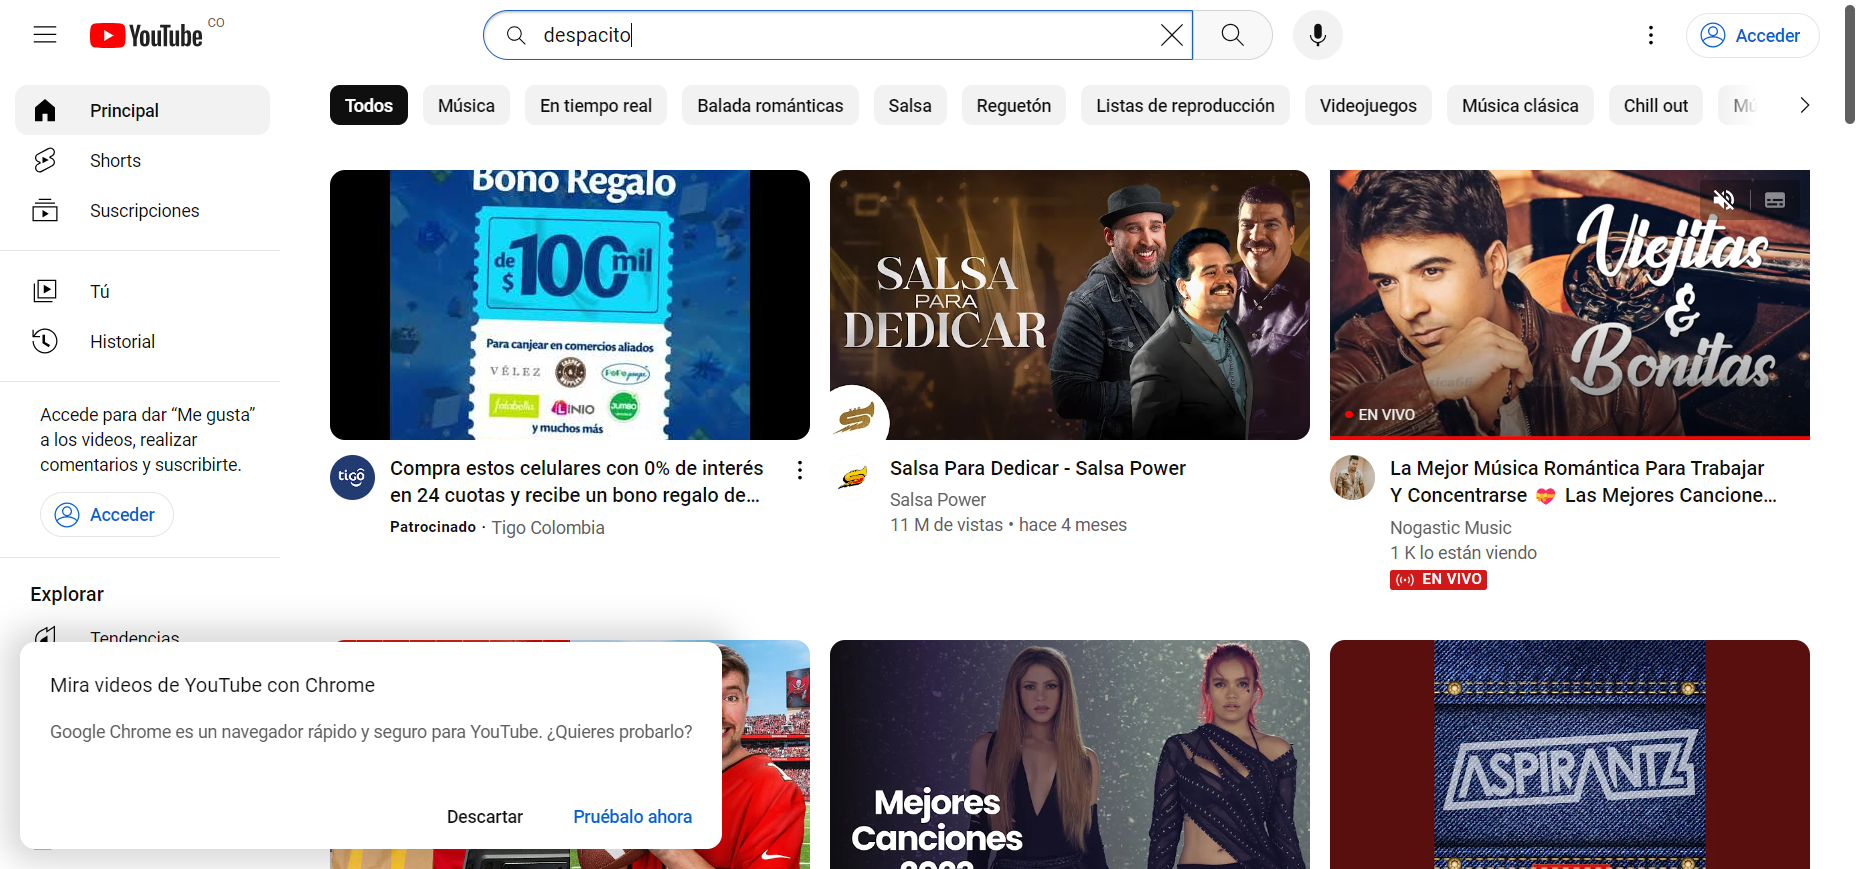 YouTube CO
despacito
Acceder
Principal
Shorts
Suscripciones
Tú
Historial
Accede para dar “Me gusta”
a los videos, realizar
comentarios y suscribirte.
Acceder
Explorar
Tendencias
Todos
Música
En tiempo real
Balada románticas
Salsa
Reguetón
Listas de reproducción
Videojuegos
Música clásica
Chill out
Bono Regalo
de
$100mil
Para canjear en comercios aliados
VÉLEZ
falabella
LINIO
JUMBO
y muchos más
tigo
Compra estos celulares con 0% de interés
en 24 cuotas y recibe un bono regalo de...
Patrocinado · Tigo Colombia
SALSA
PARA
DEDICAR
Salsa Para Dedicar - Salsa Power
Salsa Power
11 M de vistas • hace 4 meses
Viejitas
&
Bonitas
EN VIVO
La Mejor Música Romántica Para Trabajar
Y Concentrarse 💝 Las Mejores Cancione...
Nogastic Music
1 K lo están viendo
EN VIVO
Mira videos de YouTube con Chrome
Google Chrome es un navegador rápido y seguro para YouTube. ¿Quieres probarlo?
Descartar
Pruébalo ahora
Mejores
Canciones
ASPIRANTZ